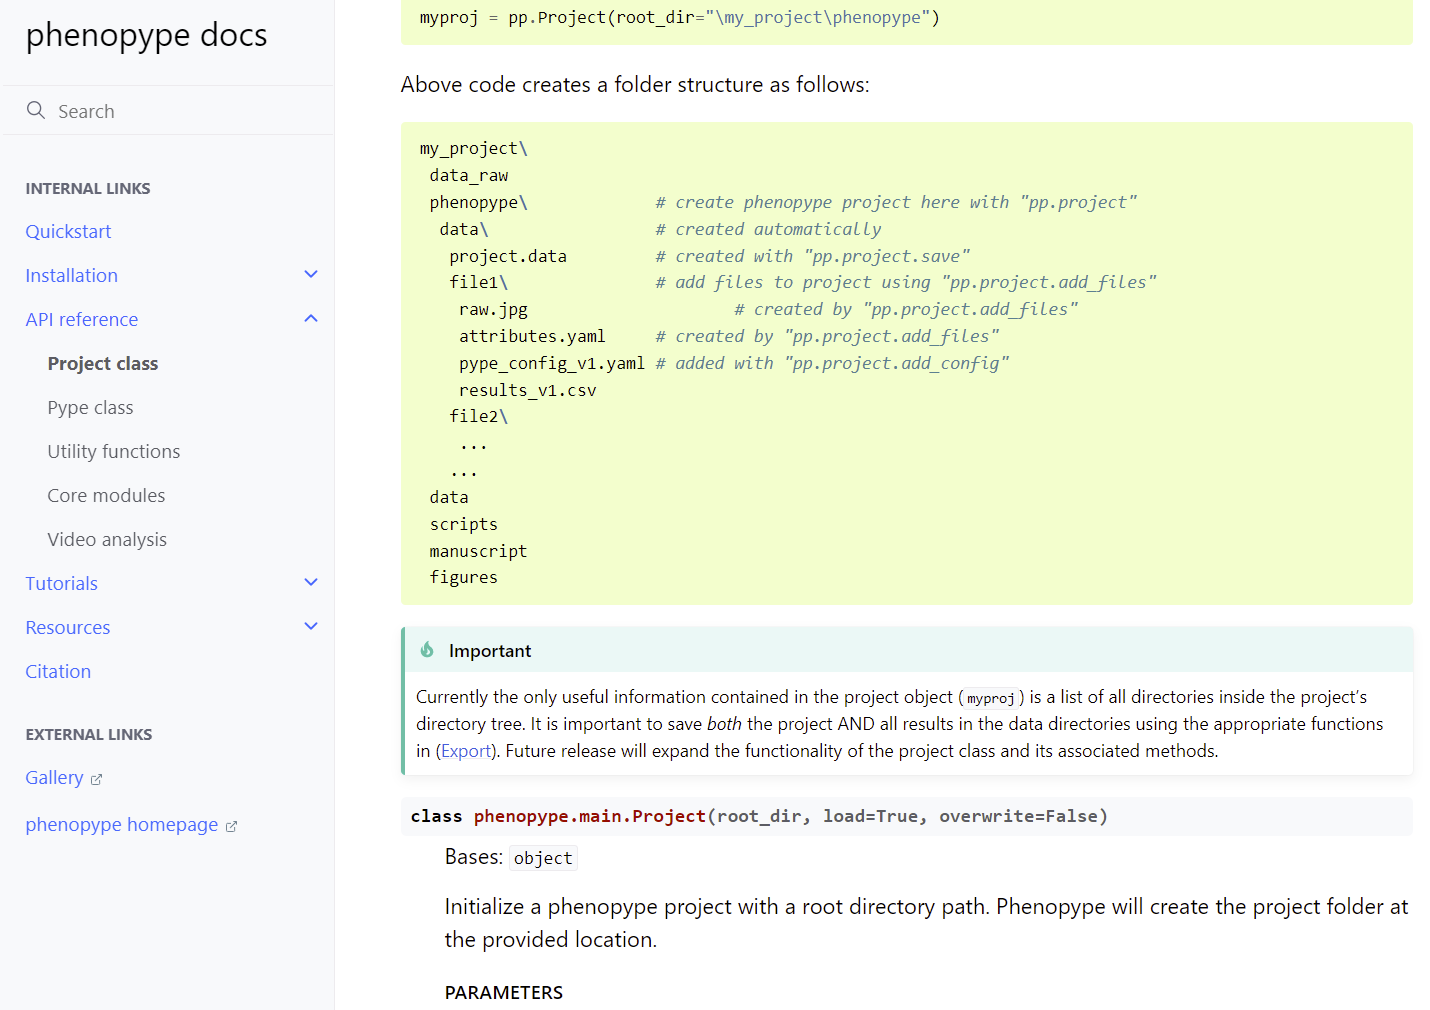 phenopype docs
Search
INTERNAL LINKS
Quickstart
Installation
API reference
Project class
Pype class
Utility functions
Core modules
Video analysis
Tutorials
Resources
Citation
EXTERNAL LINKS
Gallery
phenopype homepage
myproj = pp.Project(root_dir="\my_project\phenopype")
Above code creates a folder structure as follows:
my_project\
data_raw
phenopype\ # create phenopype project here with "pp.project"
data\ # created automatically
project.data # created with "pp.project.save"
file1\ # add files to project using "pp.project.add_files"
raw.jpg # created by "pp.project.add_files"
attributes.yaml # created by "pp.project.add_files"
pype_config_v1.yaml # added with "pp.project.add_config"
results_v1.csv
file2\
...
...
data
scripts
manuscript
figures
Important
Currently the only useful information contained in the project object (myproj) is a list of all directories inside the project’s
directory tree. It is important to save both the project AND all results in the data directories using the appropriate functions
in (Export). Future release will expand the functionality of the project class and its associated methods.
class phenopype.main.Project(root_dir, load=True, overwrite=False)
Bases: object
Initialize a phenopype project with a root directory path. Phenopype will create the project folder at
the provided location.
PARAMETERS